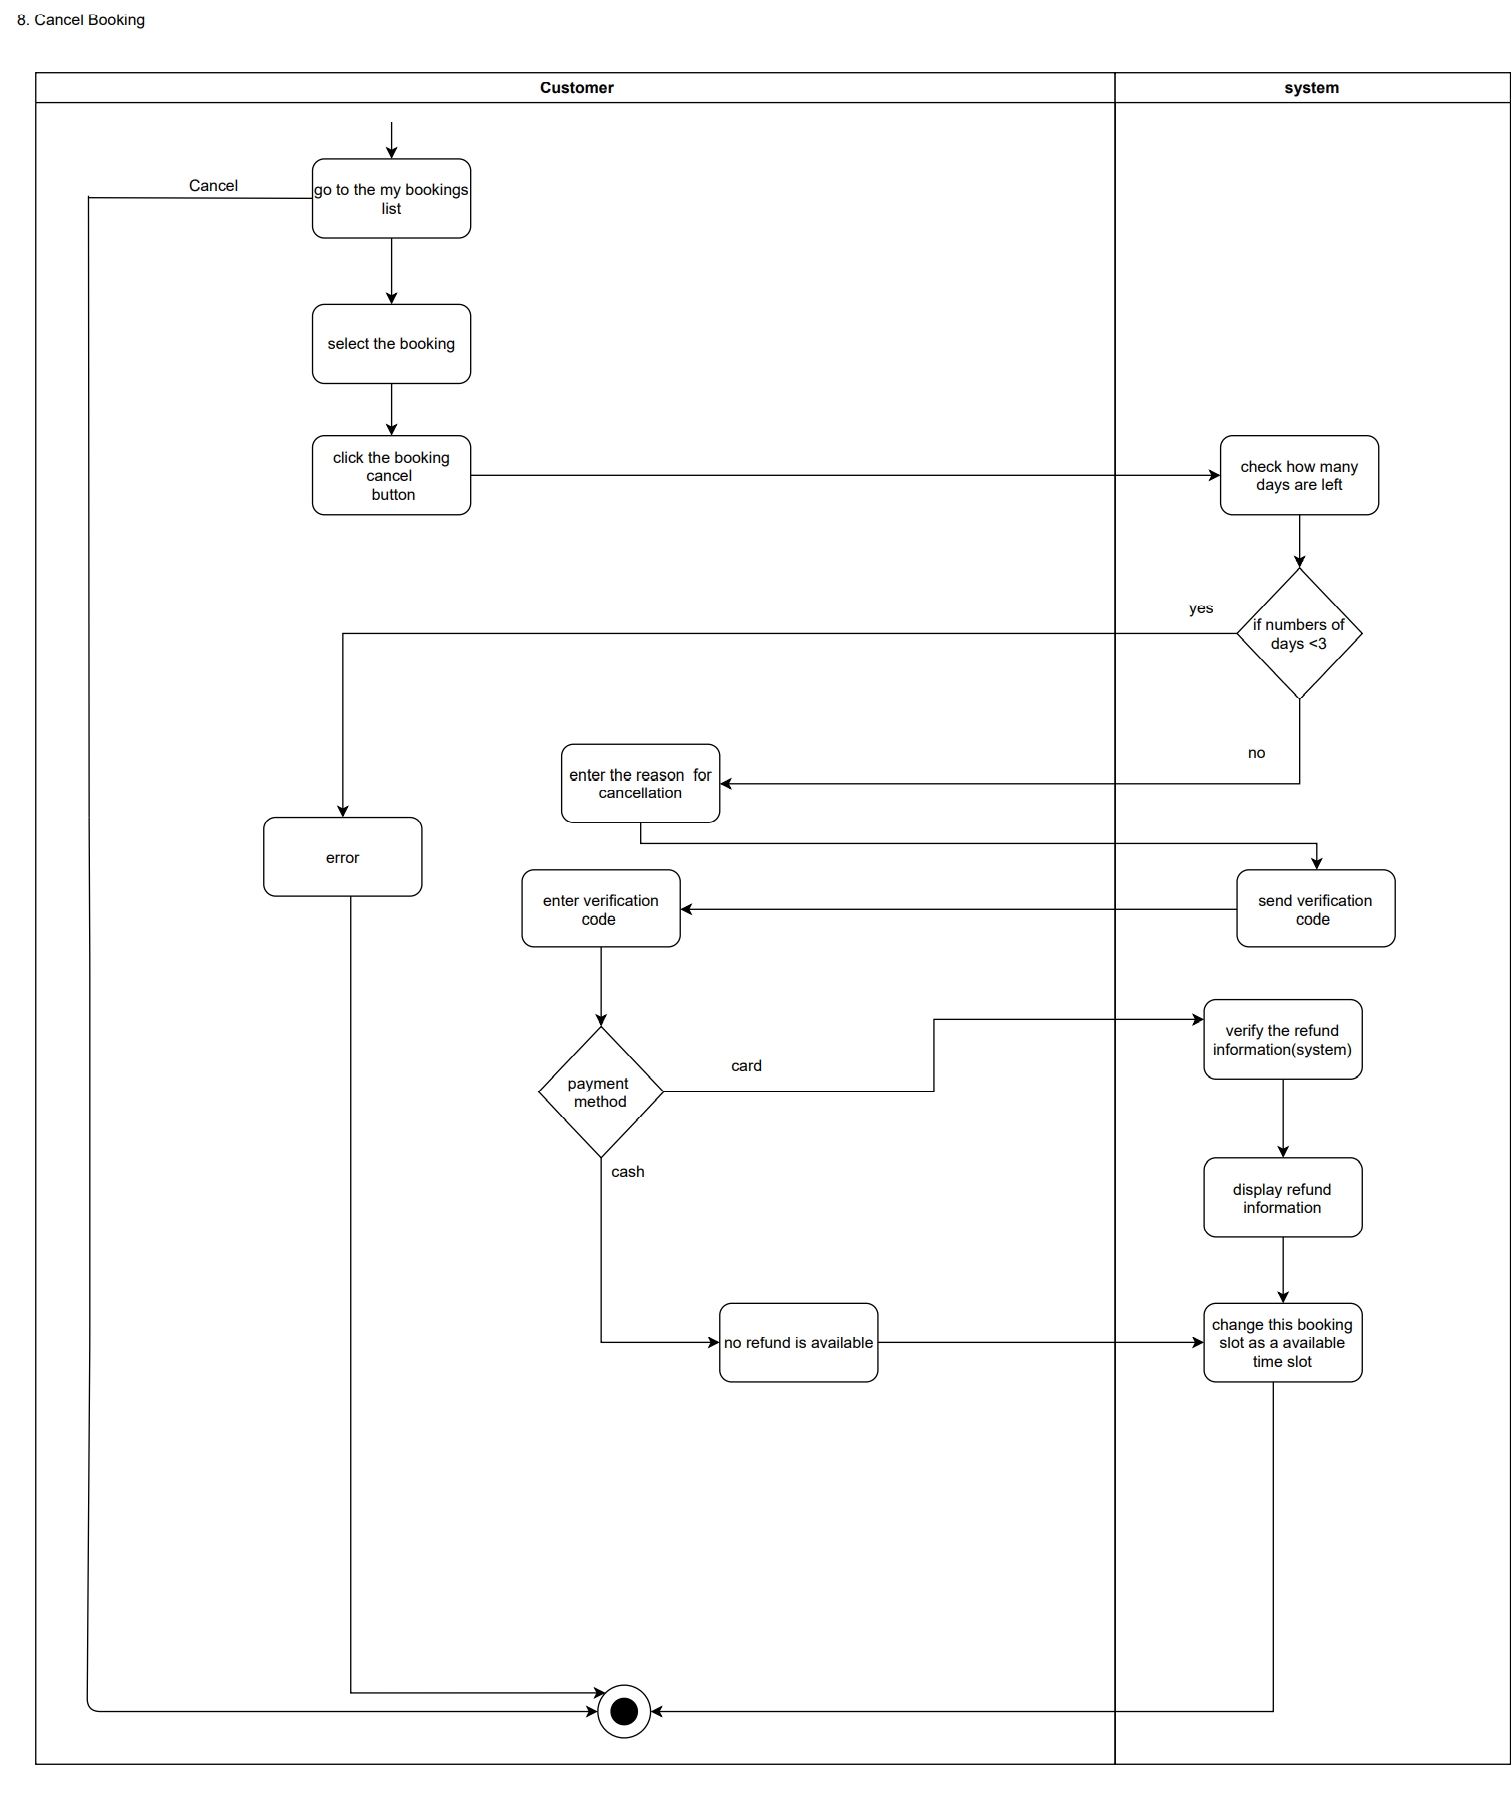 8. Cancel Booking
Customer
system
Cancel
go to the my bookings
list
select the booking
click the booking
cancel
button
check how many
days are left
yes
if numbers of
days <3
no
enter the reason for
cancellation
error
enter verification
code
send verification
code
verify the refund
information(system)
card
payment
method
cash
display refund
information
no refund is available
change this booking
slot as a available
time slot